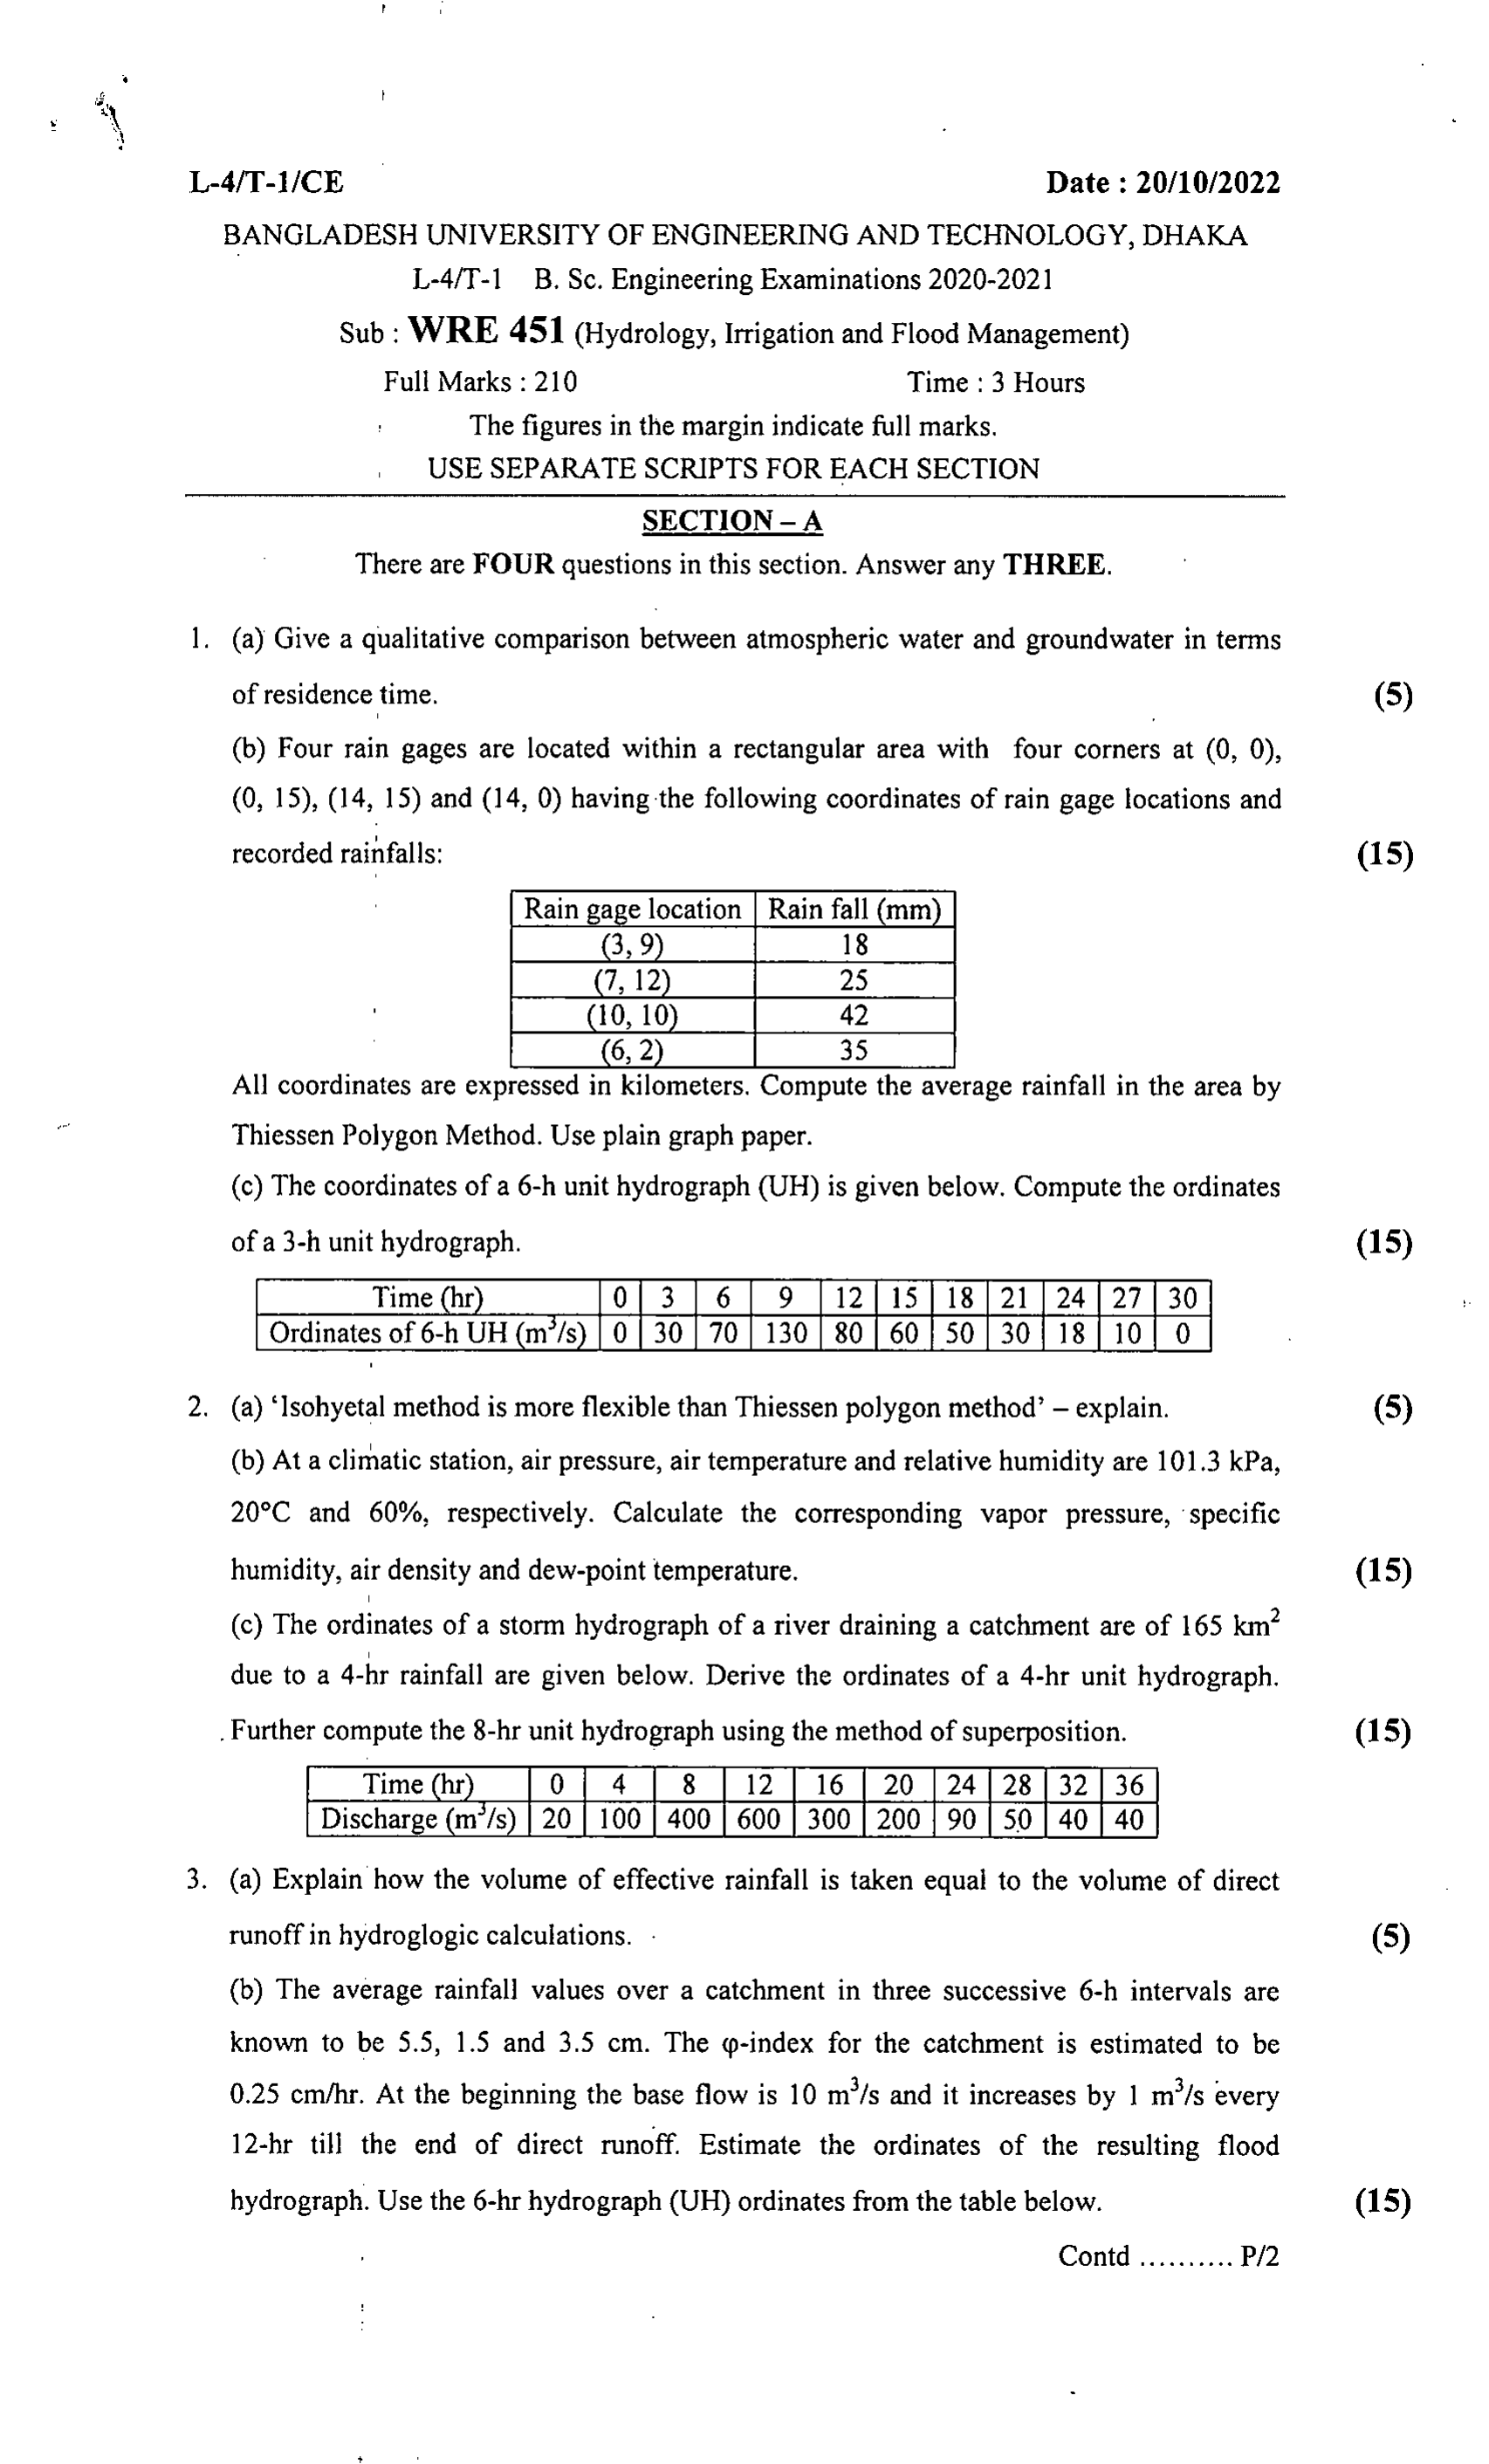 L-4/T-1/CE Date : 20/10/2022
BANGLADESH UNIVERSITY OF ENGINEERING AND TECHNOLOGY, DHAKA
L-4/T-1 B. Sc. Engineering Examinations 2020-2021
Sub : WRE 451 (Hydrology, Irrigation and Flood Management)
Full Marks : 210 Time : 3 Hours
The figures in the margin indicate full marks.
USE SEPARATE SCRIPTS FOR EACH SECTION
SECTION – A
There are FOUR questions in this section. Answer any THREE.
1. (a) Give a qualitative comparison between atmospheric water and groundwater in terms
of residence time. (5)
(b) Four rain gages are located within a rectangular area with four corners at (0, 0),
(0, 15), (14, 15) and (14, 0) having the following coordinates of rain gage locations and
recorded rainfalls: (15)
Rain gage location Rain fall (mm)
(3, 9) 18
(7, 12) 25
(10, 10) 42
(6, 2) 35
All coordinates are expressed in kilometers. Compute the average rainfall in the area by
Thiessen Polygon Method. Use plain graph paper.
(c) The coordinates of a 6-h unit hydrograph (UH) is given below. Compute the ordinates
of a 3-h unit hydrograph. (15)
Time (hr) 0 3 6 9 12 15 18 21 24 27 30
Ordinates of 6-h UH (m³/s) 0 30 70 130 80 60 50 30 18 10 0
2. (a) ‘Isohyetal method is more flexible than Thiessen polygon method’ – explain. (5)
(b) At a climatic station, air pressure, air temperature and relative humidity are 101.3 kPa,
20°C and 60%, respectively. Calculate the corresponding vapor pressure, specific
humidity, air density and dew-point temperature. (15)
(c) The ordinates of a storm hydrograph of a river draining a catchment are of 165 km²
due to a 4-hr rainfall are given below. Derive the ordinates of a 4-hr unit hydrograph.
Further compute the 8-hr unit hydrograph using the method of superposition. (15)
Time (hr) 0 4 8 12 16 20 24 28 32 36
Discharge (m³/s) 20 100 400 600 300 200 90 50 40 40
3. (a) Explain how the volume of effective rainfall is taken equal to the volume of direct
runoff in hydroglogic calculations. (5)
(b) The average rainfall values over a catchment in three successive 6-h intervals are
known to be 5.5, 1.5 and 3.5 cm. The φ-index for the catchment is estimated to be
0.25 cm/hr. At the beginning the base flow is 10 m³/s and it increases by 1 m³/s every
12-hr till the end of direct runoff. Estimate the ordinates of the resulting flood
hydrograph. Use the 6-hr hydrograph (UH) ordinates from the table below. (15)
Contd .......... P/2